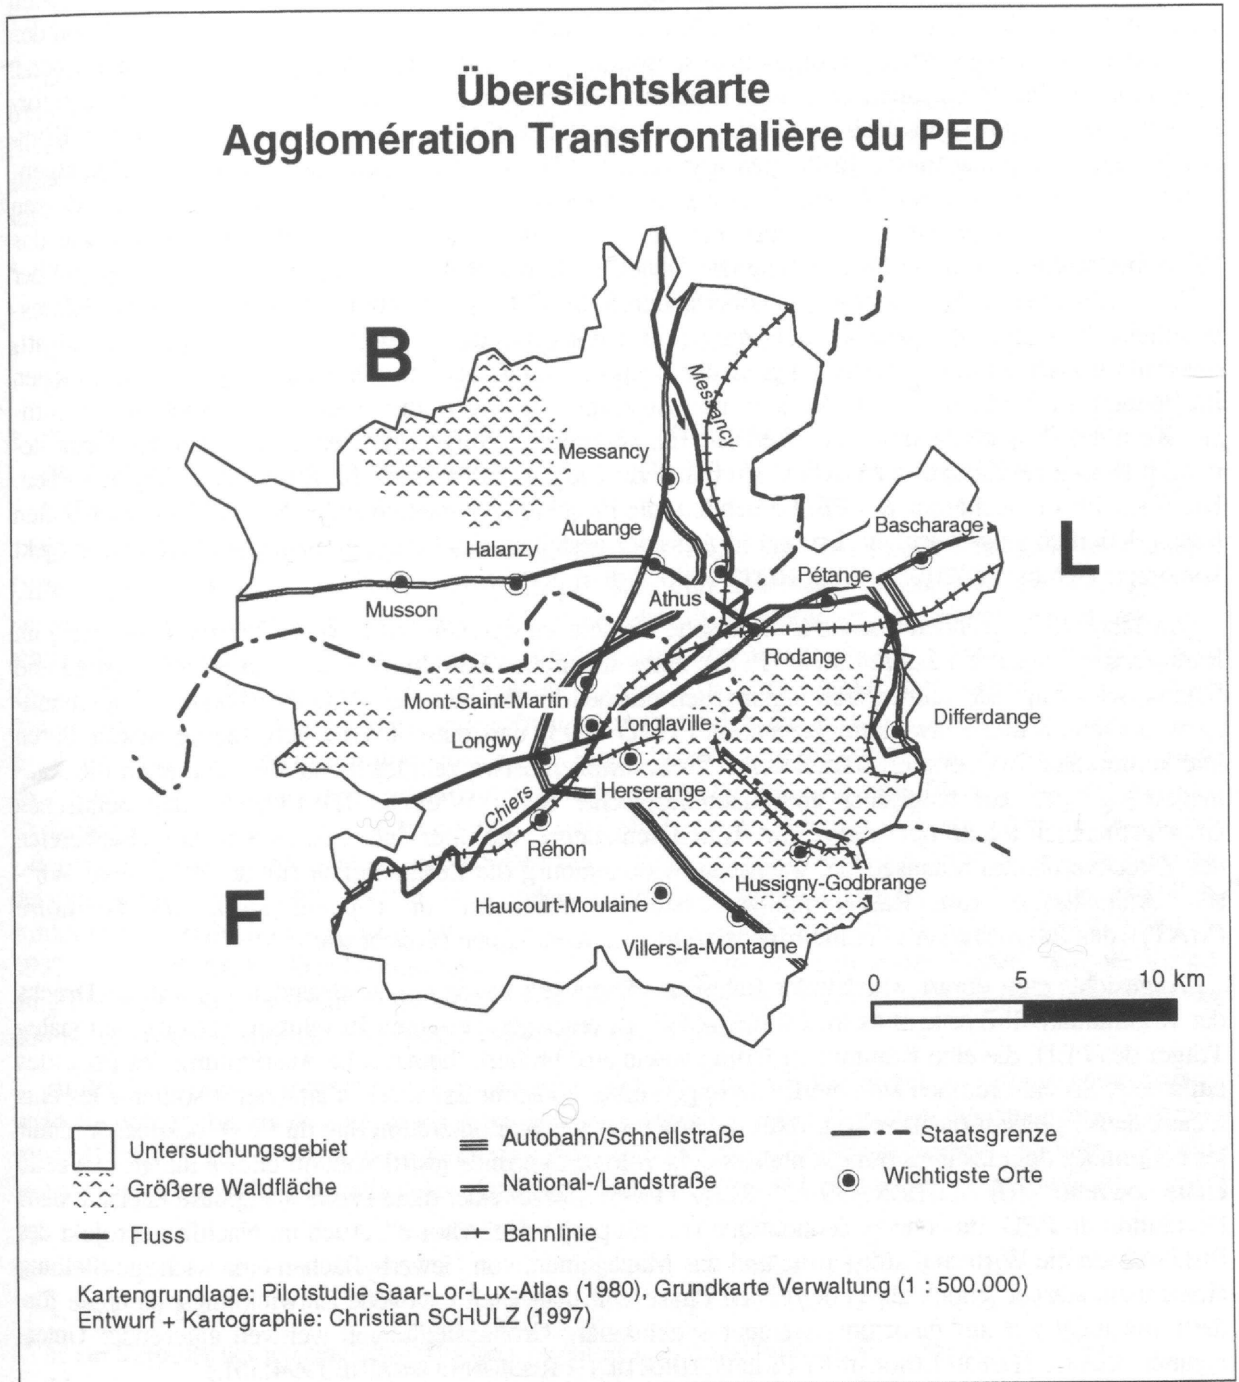 Übersichtskarte
Agglomération Transfrontalière du PED
B
Messancy
Messancy
Aubange
Bascharage
L
Halanzy
Pétange
Musson
Athus
Rodange
Mont-Saint-Martin
Longlaville
Differdange
Longwy
Herserange
Chiers
Réhon
Hussigny-Godbrange
F
Haucourt-Moulaine
Villers-la-Montagne
0 5 10 km
Untersuchungsgebiet
Größere Waldfläche
Fluss
Autobahn/Schnellstraße
National-/Landstraße
Bahnlinie
Staatsgrenze
Wichtigste Orte
Kartengrundlage: Pilotstudie Saar-Lor-Lux-Atlas (1980), Grundkarte Verwaltung (1 : 500.000)
Entwurf + Kartographie: Christian SCHULZ (1997)